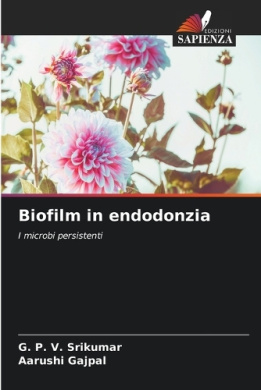 EDIZIONI
SAPIENZA
Biofilm in endodonzia
I microbi persistenti
G. P. V. Srikumar
Aarushi Gajpal